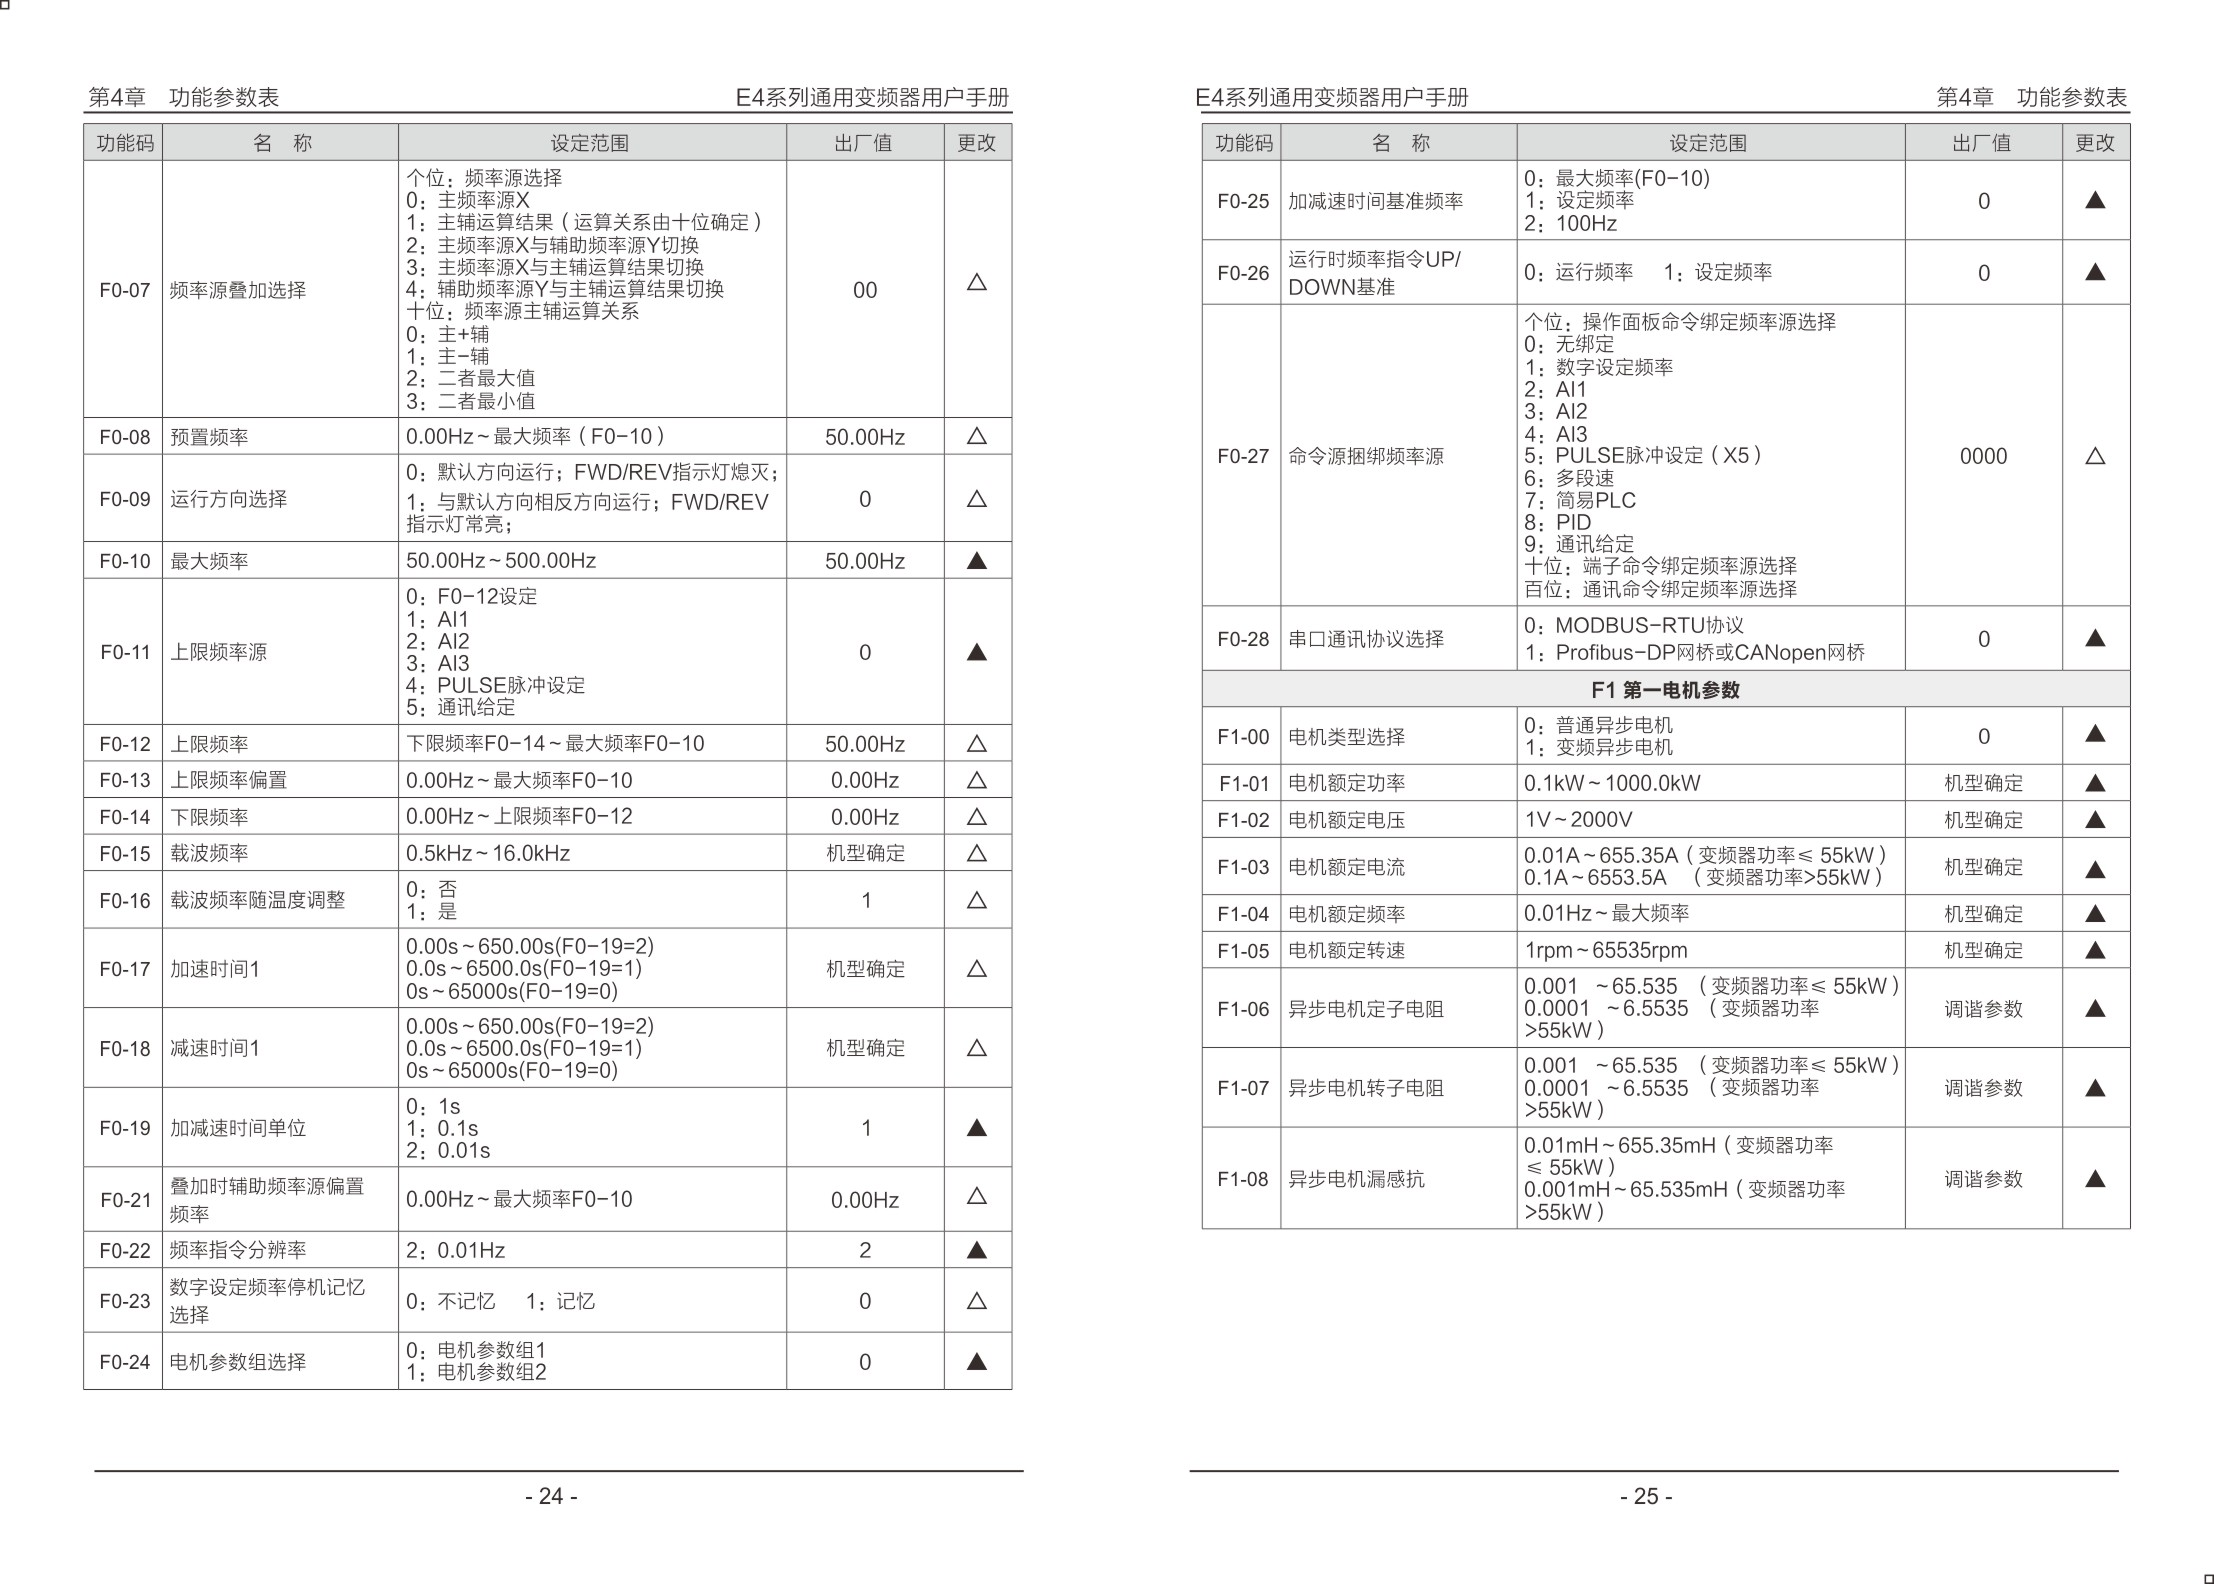 第4章 功能参数表
E4系列通用变频器用户手册
功能码 名 称 设定范围 出厂值 更改
F0-07 频率源叠加选择
个位：频率源选择
0：主频率源X
1：主辅运算结果（运算关系由十位确定）
2：主频率源X与辅助频率源Y切换
3：主频率源X与主辅运算结果切换
4：辅助频率源Y与主辅运算结果切换
十位：频率源主辅运算关系
0：主+辅
1：主-辅
2：二者最大值
3：二者最小值
00 △
F0-08 预置频率 0.00Hz~最大频率（F0-10） 50.00Hz △
F0-09 运行方向选择
0：默认方向运行；FWD/REV指示灯熄灭；
1：与默认方向相反方向运行；FWD/REV
指示灯常亮；
0 △
F0-10 最大频率 50.00Hz~500.00Hz 50.00Hz ▲
F0-11 上限频率源
0：F0-12设定
1：AI1
2：AI2
3：AI3
4：PULSE脉冲设定
5：通讯给定
0 ▲
F0-12 上限频率 下限频率F0-14~最大频率F0-10 50.00Hz △
F0-13 上限频率偏置 0.00Hz~最大频率F0-10 0.00Hz △
F0-14 下限频率 0.00Hz~上限频率F0-12 0.00Hz △
F0-15 载波频率 0.5kHz~16.0kHz 机型确定 △
F0-16 载波频率随温度调整
0：否
1：是
1 △
F0-17 加速时间1
0.00s~650.00s(F0-19=2)
0.0s~6500.0s(F0-19=1)
0s~65000s(F0-19=0)
机型确定 △
F0-18 减速时间1
0.00s~650.00s(F0-19=2)
0.0s~6500.0s(F0-19=1)
0s~65000s(F0-19=0)
机型确定 △
F0-19 加减速时间单位
0：1s
1：0.1s
2：0.01s
1 ▲
F0-21 叠加时辅助频率源偏置
频率
0.00Hz~最大频率F0-10 0.00Hz △
F0-22 频率指令分辨率 2：0.01Hz 2 ▲
F0-23 数字设定频率停机记忆
选择
0：不记忆 1：记忆 0 △
F0-24 电机参数组选择
0：电机参数组1
1：电机参数组2
0 ▲
- 24 -
E4系列通用变频器用户手册
第4章 功能参数表
功能码 名 称 设定范围 出厂值 更改
F0-25 加减速时间基准频率
0：最大频率(F0-10)
1：设定频率
2：100Hz
0 ▲
F0-26 运行时频率指令UP/
DOWN基准
0：运行频率 1：设定频率 0 ▲
F0-27 命令源捆绑频率源
个位：操作面板命令绑定频率源选择
0：无绑定
1：数字设定频率
2：AI1
3：AI2
4：AI3
5：PULSE脉冲设定（X5）
6：多段速
7：简易PLC
8：PID
9：通讯给定
十位：端子命令绑定频率源选择
百位：通讯命令绑定频率源选择
0000 △
F0-28 串口通讯协议选择
0：MODBUS-RTU协议
1：Profibus-DP网桥或CANopen网桥
0 ▲
F1 第一电机参数
F1-00 电机类型选择
0：普通异步电机
1：变频异步电机
0 ▲
F1-01 电机额定功率 0.1kW~1000.0kW 机型确定 ▲
F1-02 电机额定电压 1V~2000V 机型确定 ▲
F1-03 电机额定电流
0.01A~655.35A（变频器功率≤ 55kW）
0.1A~6553.5A （变频器功率>55kW）
机型确定 ▲
F1-04 电机额定频率 0.01Hz~最大频率 机型确定 ▲
F1-05 电机额定转速 1rpm~65535rpm 机型确定 ▲
F1-06 异步电机定子电阻
0.001 ~65.535 （变频器功率≤ 55kW）
0.0001 ~6.5535 （变频器功率
>55kW）
调谐参数 ▲
F1-07 异步电机转子电阻
0.001 ~65.535 （变频器功率≤ 55kW）
0.0001 ~6.5535 （变频器功率
>55kW）
调谐参数 ▲
F1-08 异步电机漏感抗
0.01mH~655.35mH（变频器功率
≤ 55kW）
0.001mH~65.535mH（变频器功率
>55kW）
调谐参数 ▲
- 25 -